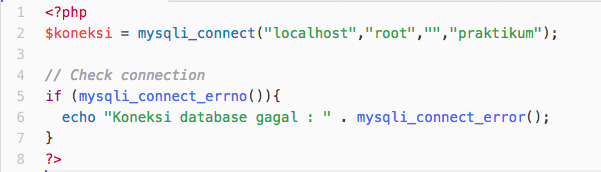 1 <?php
2 $koneksi = mysqli_connect("localhost","root","","praktikum");
3
4 // Check connection
5 if (mysqli_connect_errno()){
6   echo "Koneksi database gagal : " . mysqli_connect_error();
7 }
8 ?>